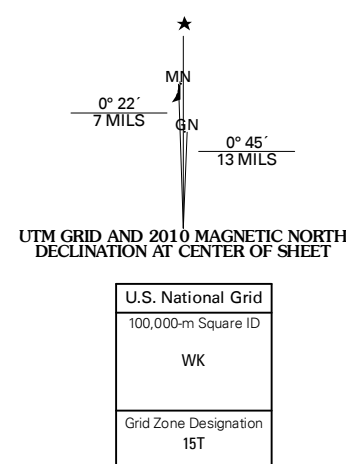 MN
0° 22´
7 MILS
GN
0° 45´
13 MILS
UTM GRID AND 2010 MAGNETIC NORTH
DECLINATION AT CENTER OF SHEET
U.S. National Grid
100,000-m Square ID
WK
Grid Zone Designation
15T